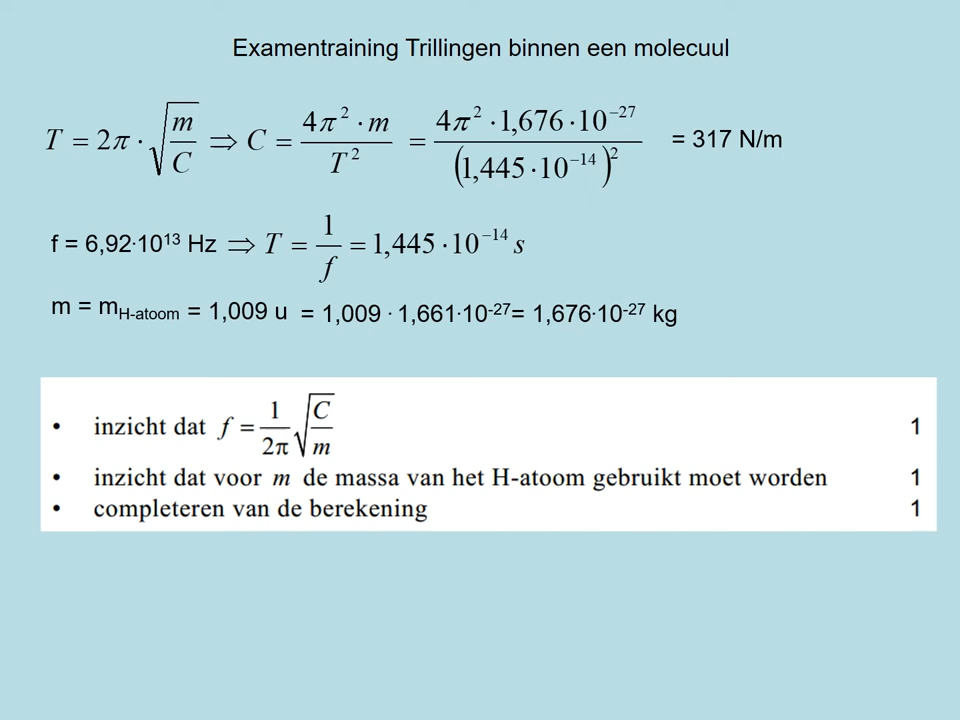 Examentraining Trillingen binnen een molecuul
T = 2π · √(m/C) ⇒ C = (4π² · m)/T² = (4π² · 1,676 · 10⁻²⁷)/(1,445 · 10⁻¹⁴)² = 317 N/m
f = 6,92·10¹³ Hz ⇒ T = 1/f = 1,445 · 10⁻¹⁴ s
m = m_H-atoom = 1,009 u = 1,009 · 1,661·10⁻²⁷ = 1,676·10⁻²⁷ kg
• inzicht dat f = 1/(2π) √(C/m) 1
• inzicht dat voor m de massa van het H-atoom gebruikt moet worden 1
• completeren van de berekening 1